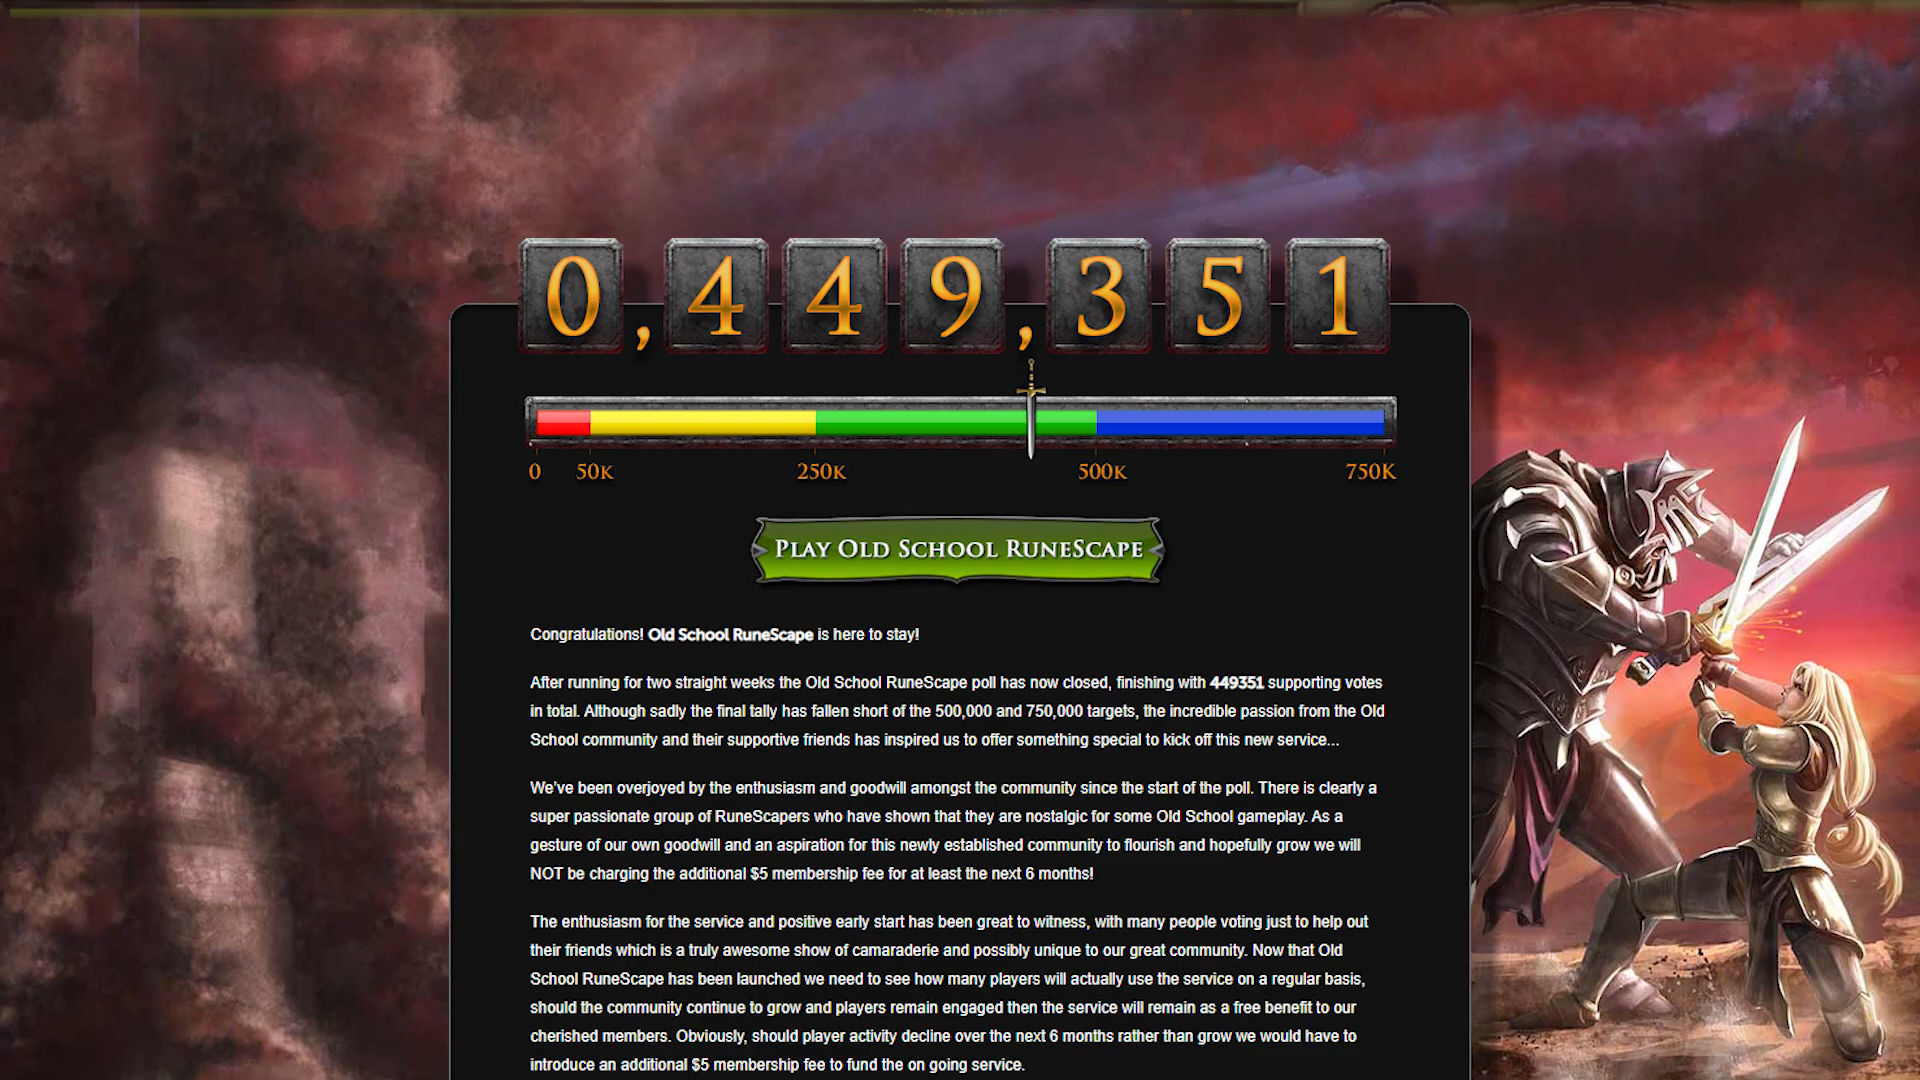 0,449,351
0 50K 250K 500K 750K
PLAY OLD SCHOOL RUNESCAPE
Congratulations! Old School RuneScape is here to stay!
After running for two straight weeks the Old School RuneScape poll has now closed, finishing with 449351 supporting votes
in total. Although sadly the final tally has fallen short of the 500,000 and 750,000 targets, the incredible passion from the Old
School community and their supportive friends has inspired us to offer something special to kick off this new service...
We've been overjoyed by the enthusiasm and goodwill amongst the community since the start of the poll. There is clearly a
super passionate group of RuneScapers who have shown that they are nostalgic for some Old School gameplay. As a
gesture of our own goodwill and an aspiration for this newly established community to flourish and hopefully grow we will
NOT be charging the additional $5 membership fee for at least the next 6 months!
The enthusiasm for the service and positive early start has been great to witness, with many people voting just to help out
their friends which is a truly awesome show of camaraderie and possibly unique to our great community. Now that Old
School RuneScape has been launched we need to see how many players will actually use the service on a regular basis,
should the community continue to grow and players remain engaged then the service will remain as a free benefit to our
cherished members. Obviously, should player activity decline over the next 6 months rather than grow we would have to
introduce an additional $5 membership fee to fund the on going service.